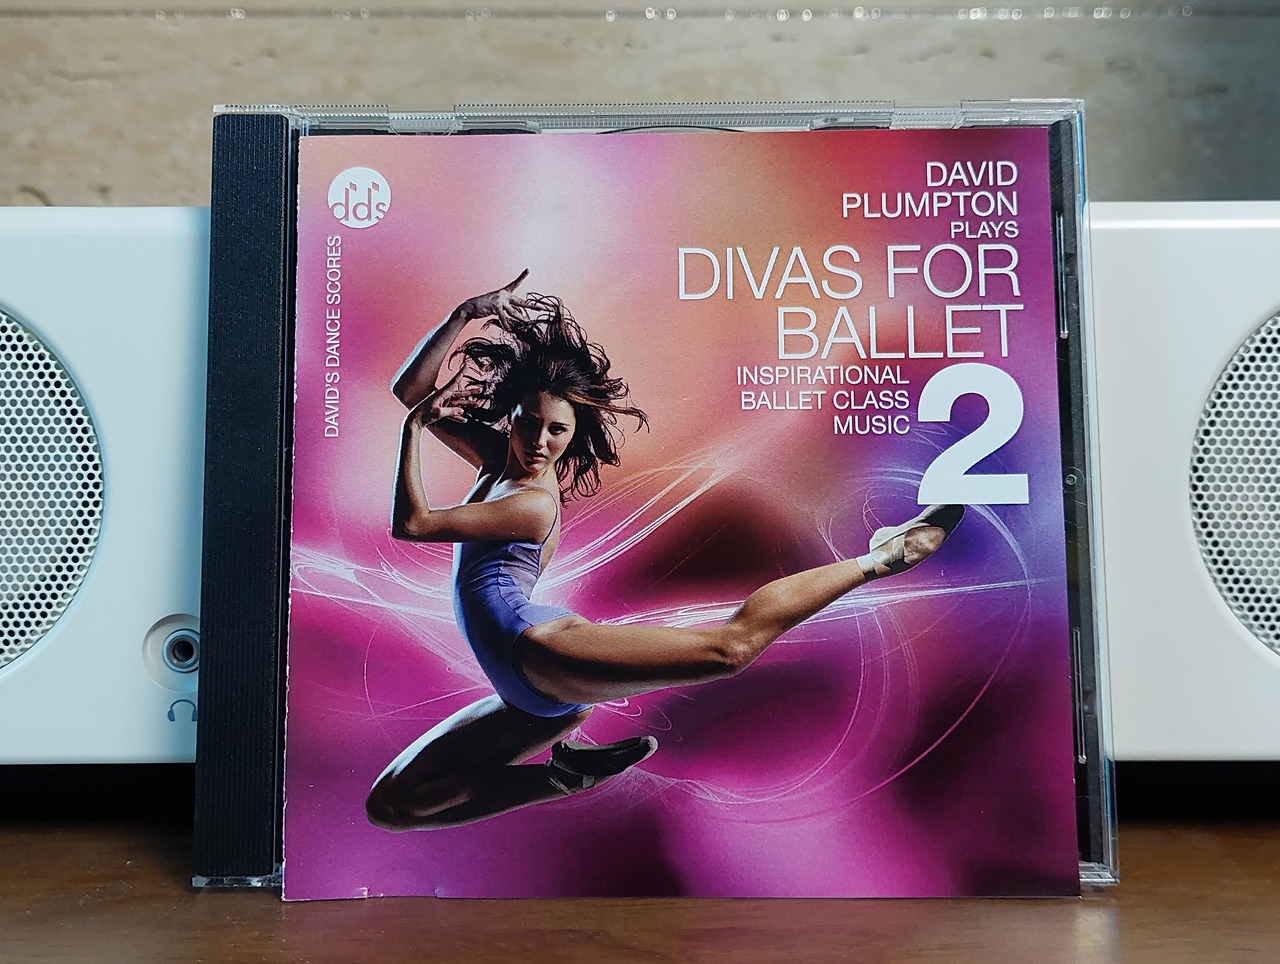 dds
DAVID'S DANCE SCORES
DAVID
PLUMPTON
PLAYS
DIVAS FOR
BALLET
INSPIRATIONAL
BALLET CLASS
MUSIC
2